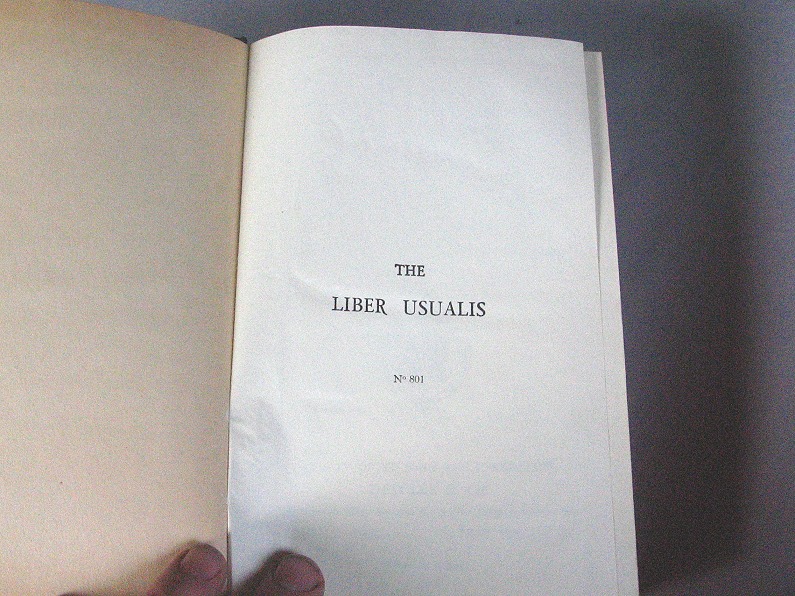 THE
LIBER USUALIS
Nº 801